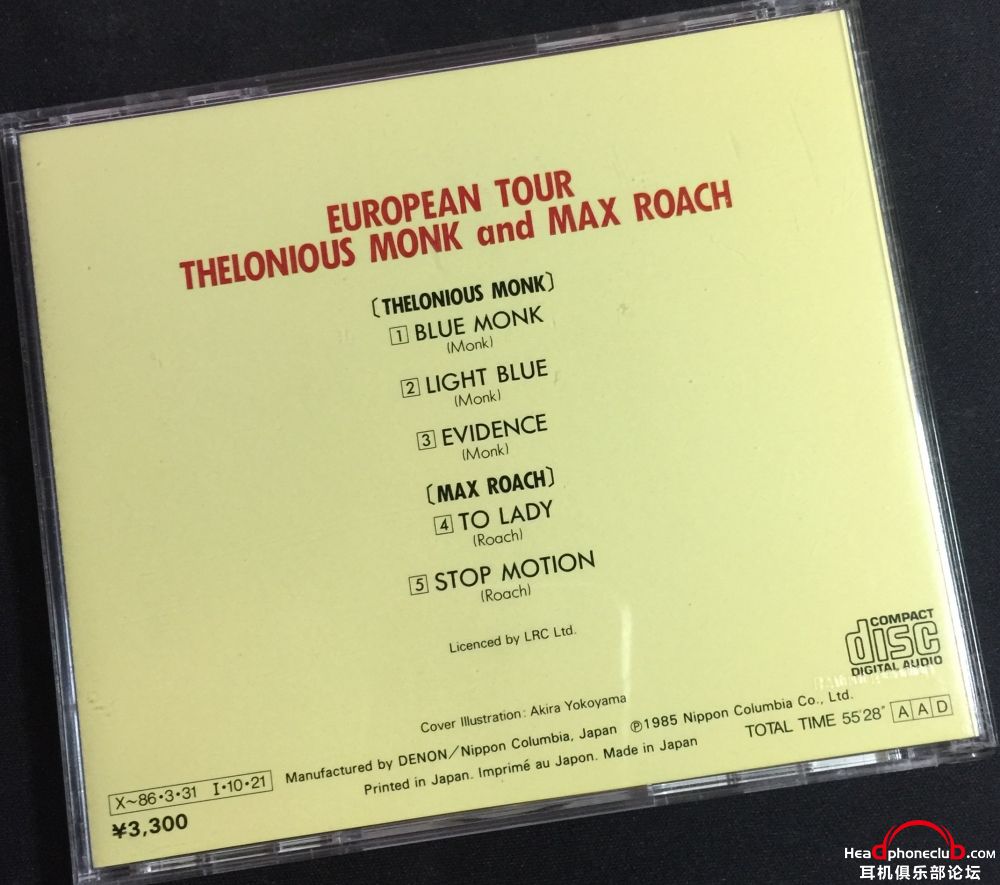 EUROPEAN TOUR
THELONIOUS MONK and MAX ROACH
〔THELONIOUS MONK〕
1 BLUE MONK
(Monk)
2 LIGHT BLUE
(Monk)
3 EVIDENCE
(Monk)
〔MAX ROACH〕
4 TO LADY
(Roach)
5 STOP MOTION
(Roach)
Licenced by LRC Ltd.
COMPACT
disc
DIGITAL AUDIO
Cover Illustration: Akira Yokoyama
Manufactured by DENON/Nippon Columbia, Japan ℗1985 Nippon Columbia Co., Ltd.
Printed in Japan. Imprimé au Japon. Made in Japan
TOTAL TIME 55'28" AAD
X~86・3・31 I・10・21
¥3,300
HeadphoneclubD.com
耳机俱乐部论坛